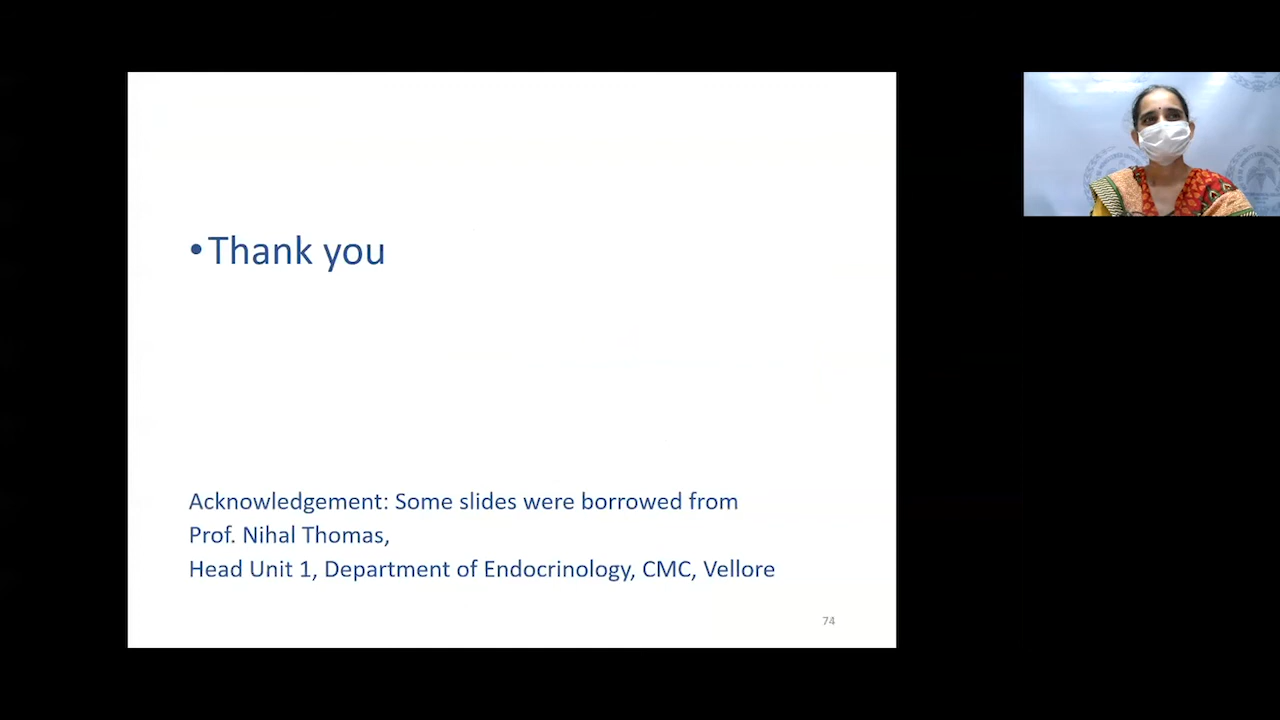 •Thank you
Acknowledgement: Some slides were borrowed from
Prof. Nihal Thomas,
Head Unit 1, Department of Endocrinology, CMC, Vellore
74